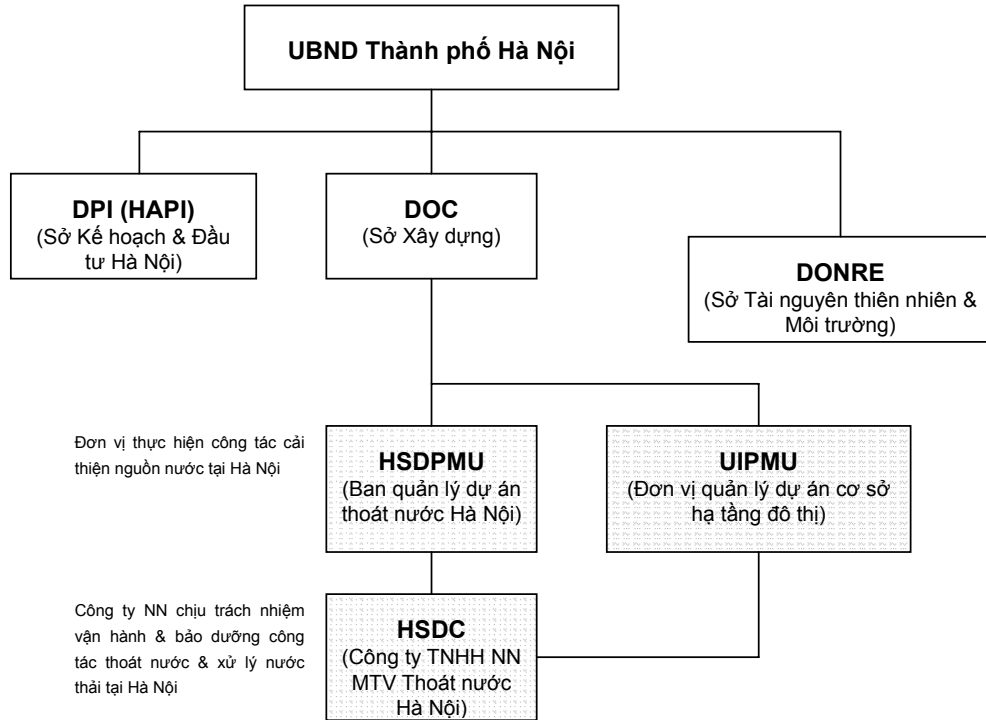 UBND Thành phố Hà Nội
DPI (HAPI)
(Sở Kế hoạch & Đầu
tư Hà Nội)
DOC
(Sở Xây dựng)
DONRE
(Sở Tài nguyên thiên nhiên &
Môi trường)
Đơn vị thực hiện công tác cải
thiện nguồn nước tại Hà Nội
HSDPMU
(Ban quản lý dự án
thoát nước Hà Nội)
UIPMU
(Đơn vị quản lý dự án cơ sở
hạ tầng đô thị)
Công ty NN chịu trách nhiệm
vận hành & bảo dưỡng công
tác thoát nước & xử lý nước
thải tại Hà Nội
HSDC
(Công ty TNHH NN
MTV Thoát nước
Hà Nội)